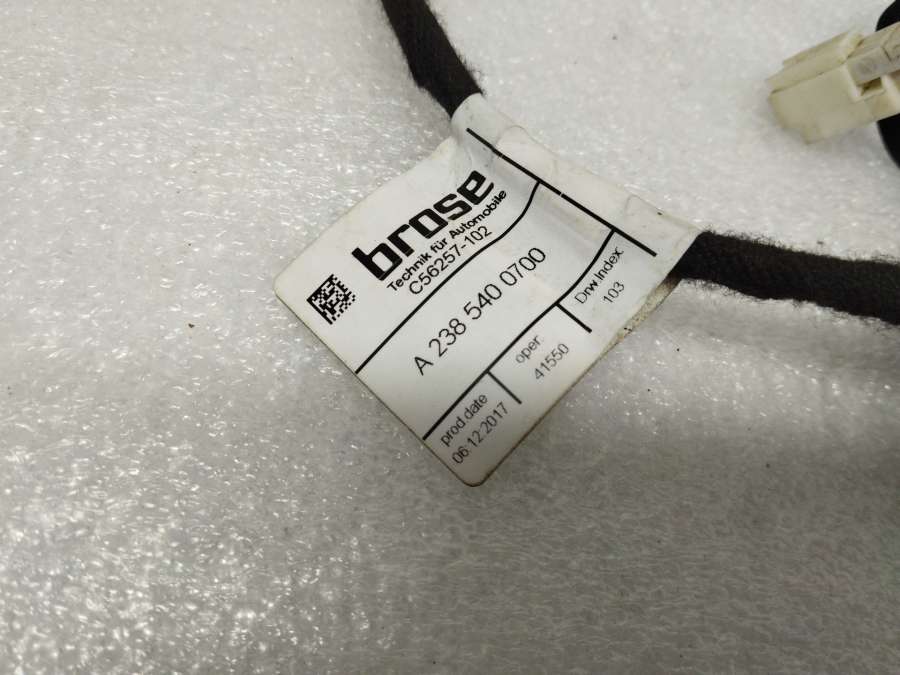 brose
Technik für Automobile
C56257-102
A 238 540 0700
prod.date
06.12.2017
oper.
41550
Drw.Index:
103